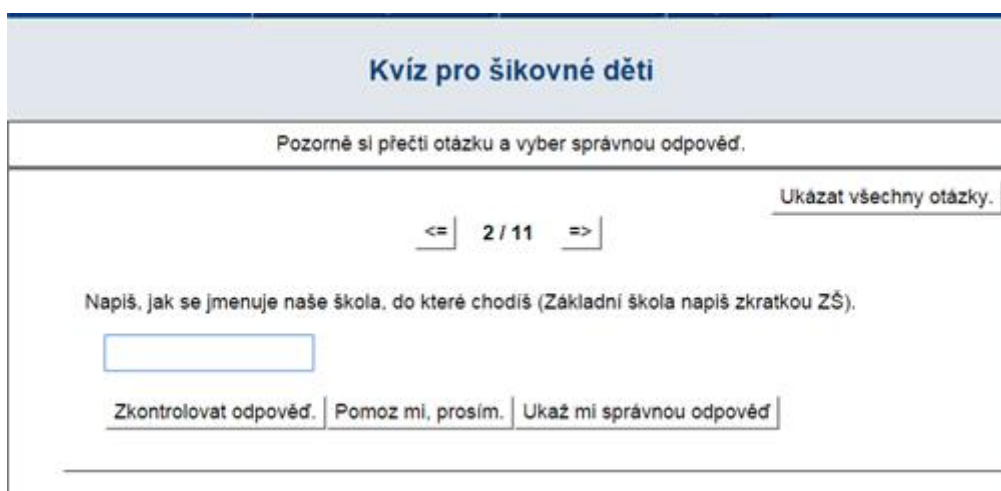 Kvíz pro šikovné děti
Pozorně si přečti otázku a vyber správnou odpověď.
Ukázat všechny otázky.
<= 2 / 11 =>
Napiš, jak se jmenuje naše škola, do které chodíš (Základní škola napiš zkratkou ZŠ).
Zkontrolovat odpověď. Pomoz mi, prosím. Ukaž mi správnou odpověď